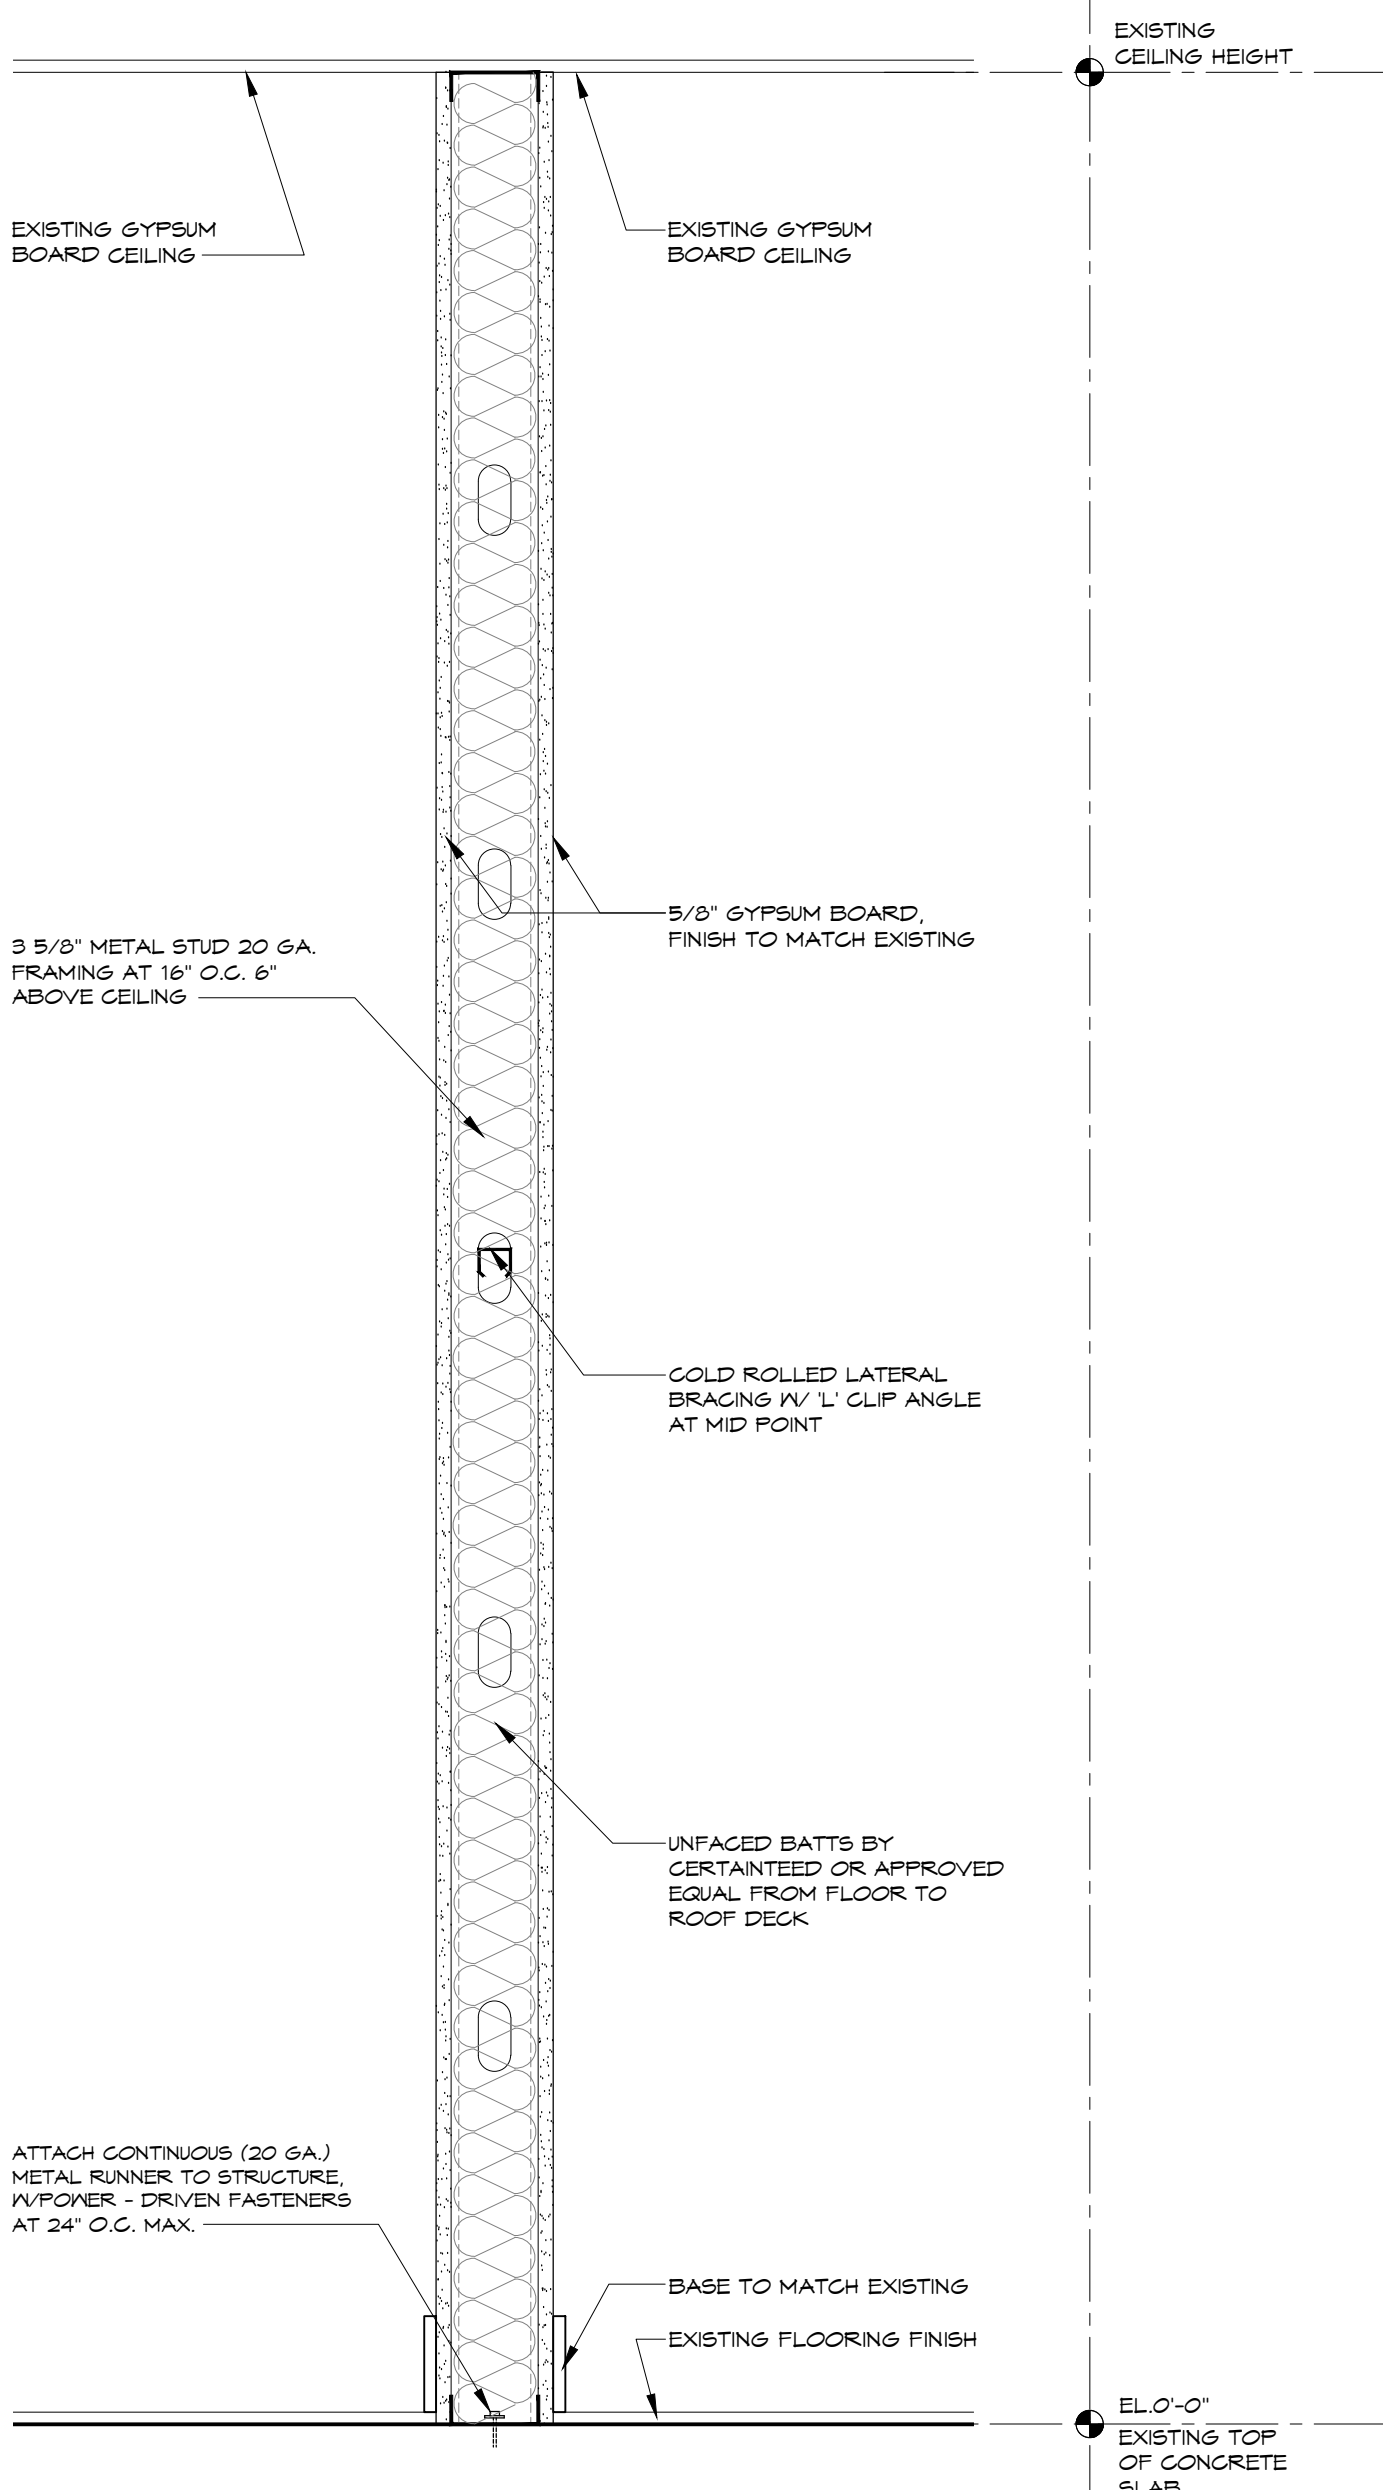 EXISTING
CEILING HEIGHT
EXISTING GYPSUM
BOARD CEILING
EXISTING GYPSUM
BOARD CEILING
5/8" GYPSUM BOARD,
FINISH TO MATCH EXISTING
3 5/8" METAL STUD 20 GA.
FRAMING AT 16" O.C. 6"
ABOVE CEILING
COLD ROLLED LATERAL
BRACING W/ 'L' CLIP ANGLE
AT MID POINT
UNFACED BATTS BY
CERTAINTEED OR APPROVED
EQUAL FROM FLOOR TO
ROOF DECK
ATTACH CONTINUOUS (20 GA.)
METAL RUNNER TO STRUCTURE,
W/POWER - DRIVEN FASTENERS
AT 24" O.C. MAX.
BASE TO MATCH EXISTING
EXISTING FLOORING FINISH
EL.0'-0"
EXISTING TOP
OF CONCRETE
SLAB